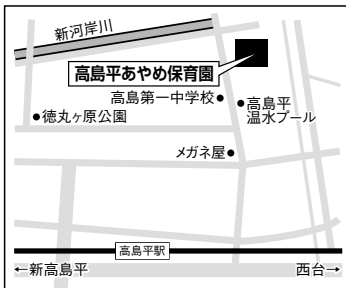 新河岸川
高島平あやめ保育園
高島第一中学校●
●高島平
温水プール
●徳丸ヶ原公園
メガネ屋●
高島平駅
←新高島平
西台→